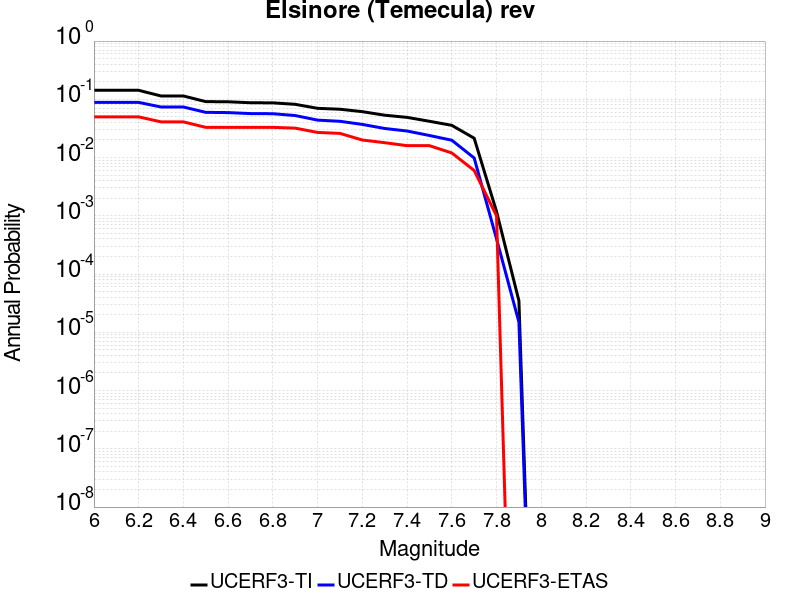 Elsinore (Temecula) rev
10^0
10^-1
10^-2
10^-3
10^-4
10^-5
10^-6
10^-7
10^-8
Annual Probability
6 6.2 6.4 6.6 6.8 7 7.2 7.4 7.6 7.8 8 8.2 8.4 8.6 8.8 9
Magnitude
UCERF3-TI UCERF3-TD UCERF3-ETAS